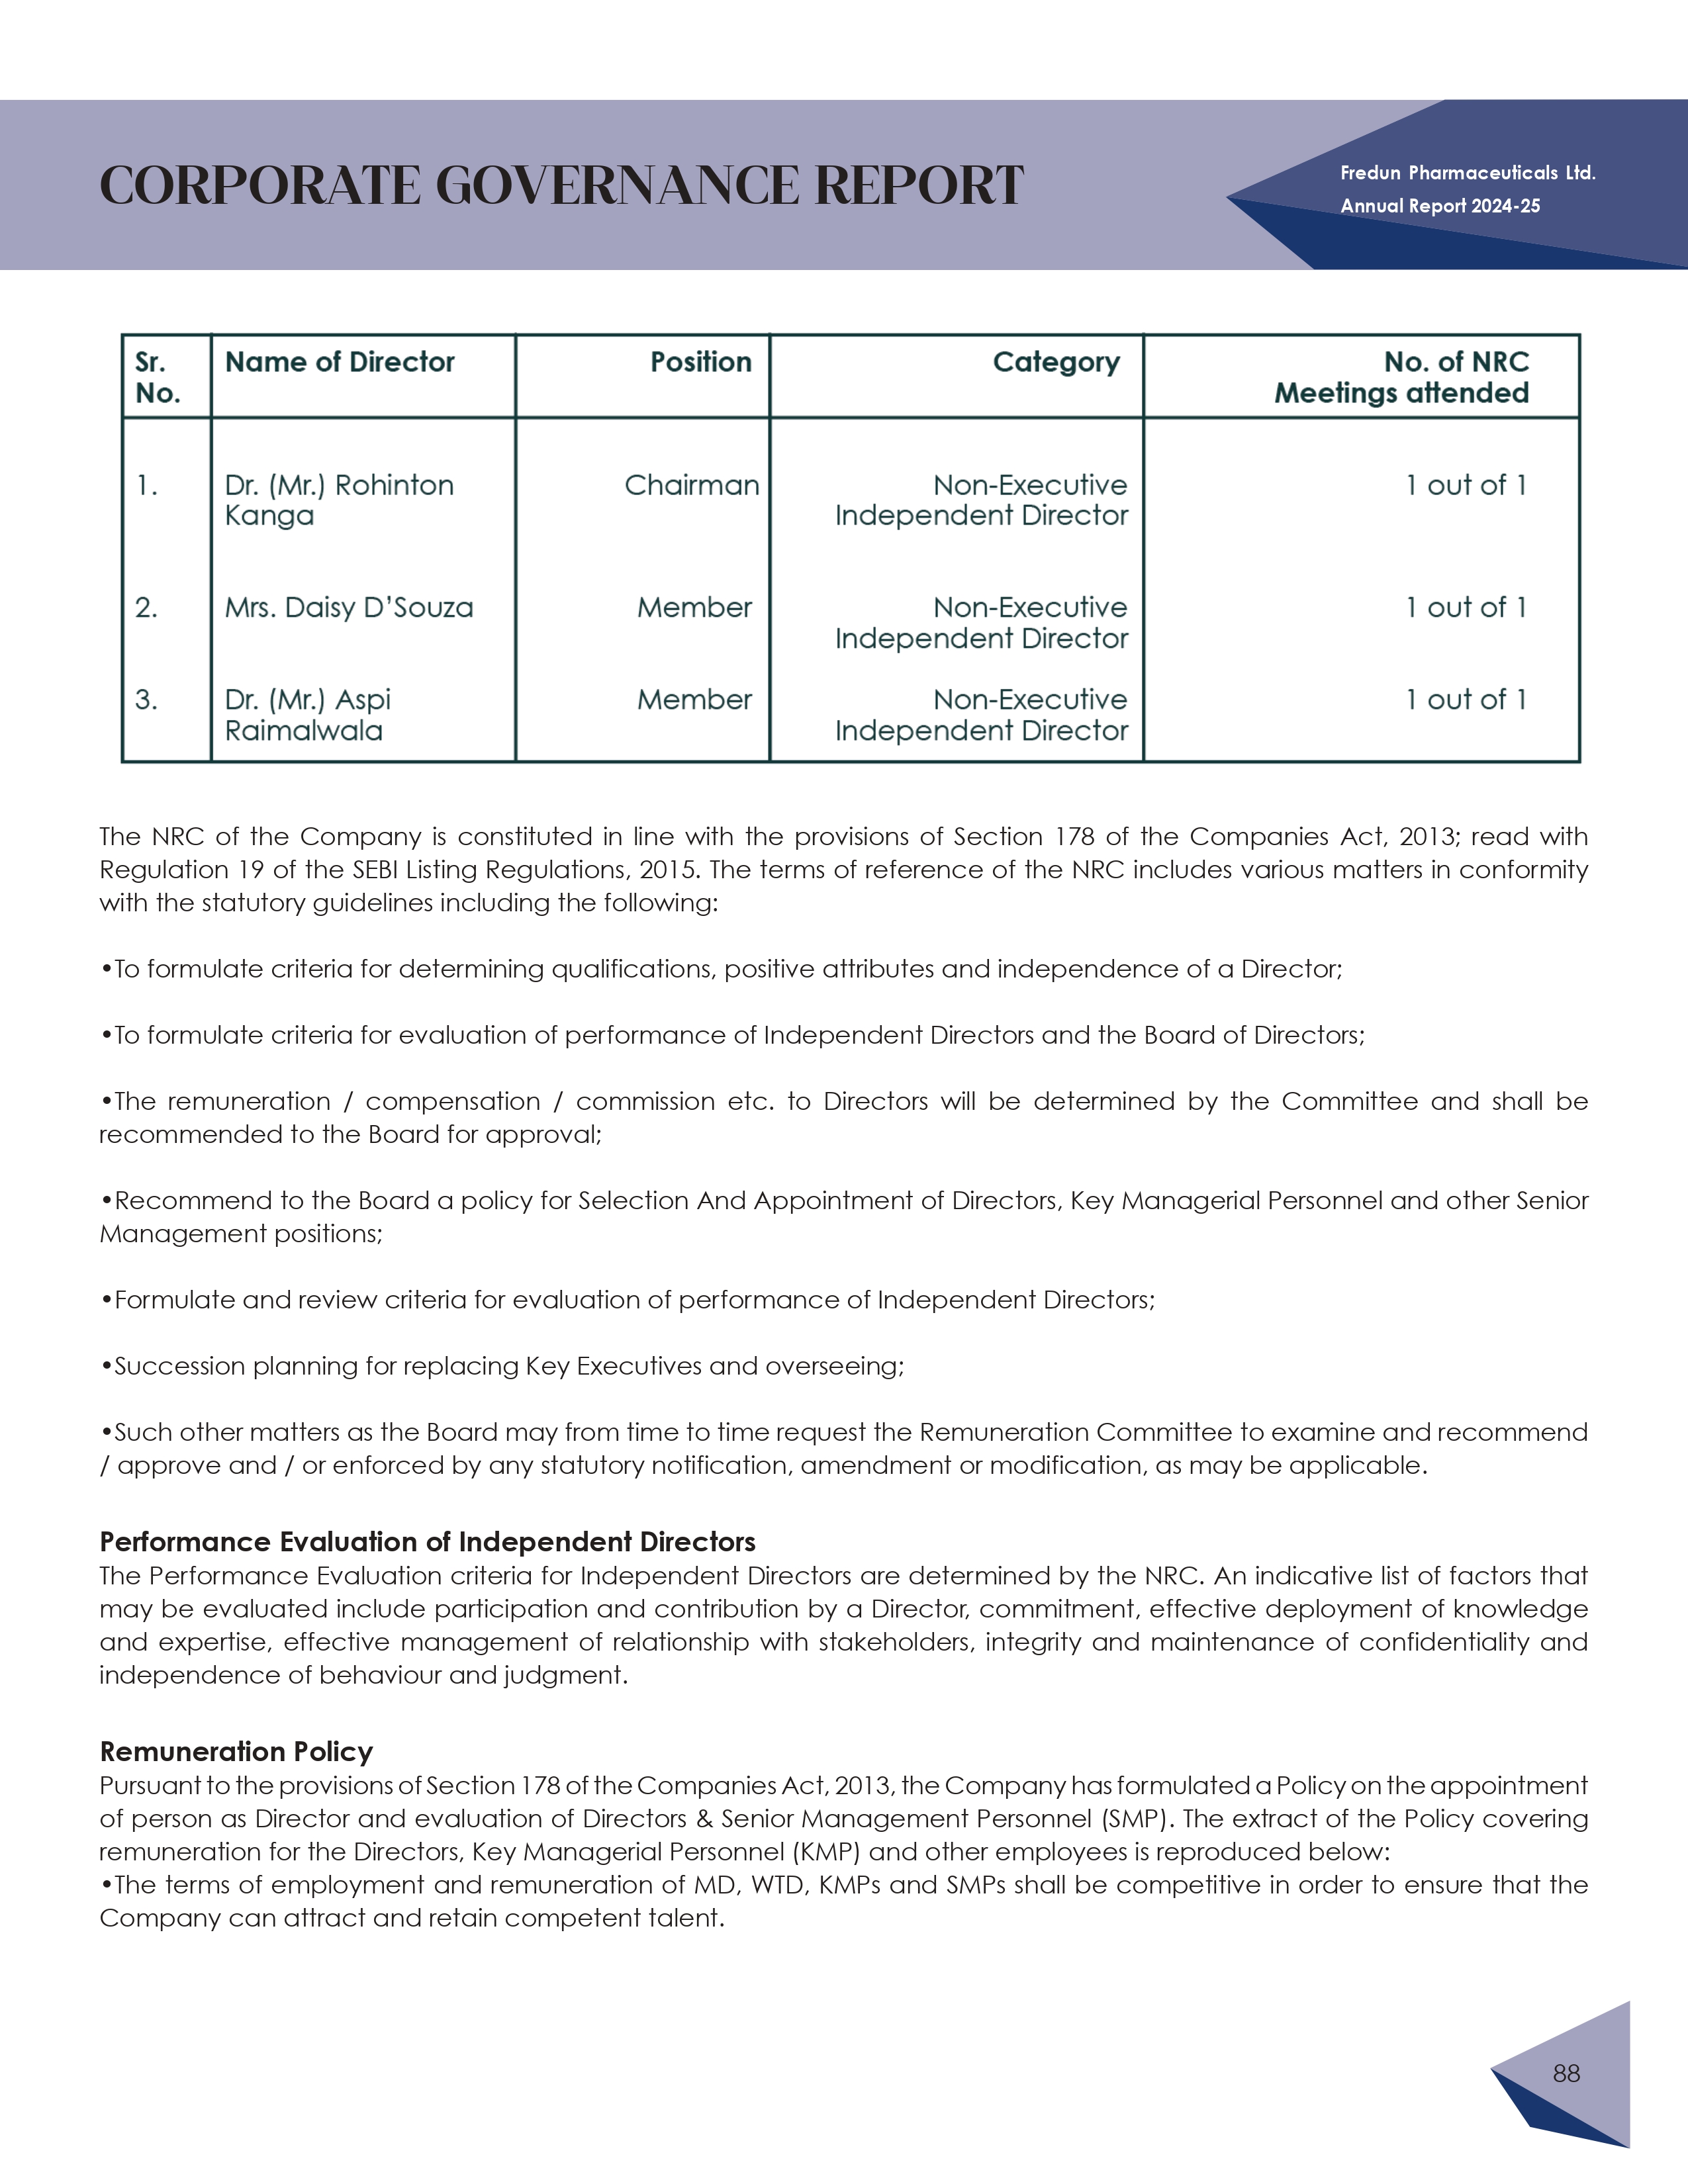 CORPORATE GOVERNANCE REPORT
Fredun Pharmaceuticals Ltd.
Annual Report 2024-25
Sr. No. Name of Director Position Category No. of NRC Meetings attended
1. Dr. (Mr.) Rohinton Kanga Chairman Non-Executive Independent Director 1 out of 1
2. Mrs. Daisy D’Souza Member Non-Executive Independent Director 1 out of 1
3. Dr. (Mr.) Aspi Raimalwala Member Non-Executive Independent Director 1 out of 1
The NRC of the Company is constituted in line with the provisions of Section 178 of the Companies Act, 2013; read with
Regulation 19 of the SEBI Listing Regulations, 2015. The terms of reference of the NRC includes various matters in conformity
with the statutory guidelines including the following:
•To formulate criteria for determining qualifications, positive attributes and independence of a Director;
•To formulate criteria for evaluation of performance of Independent Directors and the Board of Directors;
•The remuneration / compensation / commission etc. to Directors will be determined by the Committee and shall be
recommended to the Board for approval;
•Recommend to the Board a policy for Selection And Appointment of Directors, Key Managerial Personnel and other Senior
Management positions;
•Formulate and review criteria for evaluation of performance of Independent Directors;
•Succession planning for replacing Key Executives and overseeing;
•Such other matters as the Board may from time to time request the Remuneration Committee to examine and recommend
/ approve and / or enforced by any statutory notification, amendment or modification, as may be applicable.
Performance Evaluation of Independent Directors
The Performance Evaluation criteria for Independent Directors are determined by the NRC. An indicative list of factors that
may be evaluated include participation and contribution by a Director, commitment, effective deployment of knowledge
and expertise, effective management of relationship with stakeholders, integrity and maintenance of confidentiality and
independence of behaviour and judgment.
Remuneration Policy
Pursuant to the provisions of Section 178 of the Companies Act, 2013, the Company has formulated a Policy on the appointment
of person as Director and evaluation of Directors & Senior Management Personnel (SMP). The extract of the Policy covering
remuneration for the Directors, Key Managerial Personnel (KMP) and other employees is reproduced below:
•The terms of employment and remuneration of MD, WTD, KMPs and SMPs shall be competitive in order to ensure that the
Company can attract and retain competent talent.
88